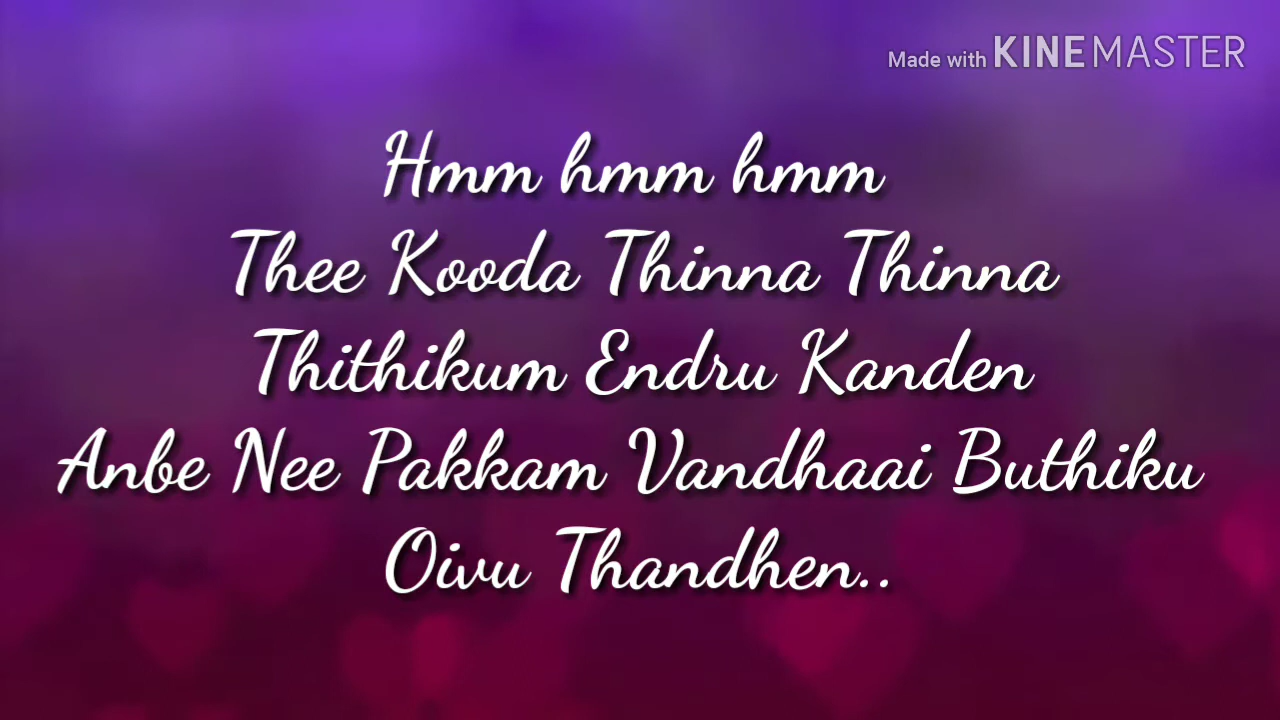 Made with KINEMASTER
Hmm hmm hmm
Thee Kooda Thinna Thinna
Thithikum Endru Kanden
Anbe Nee Pakkam Vandhaai Buthiku
Oivu Thandhen..